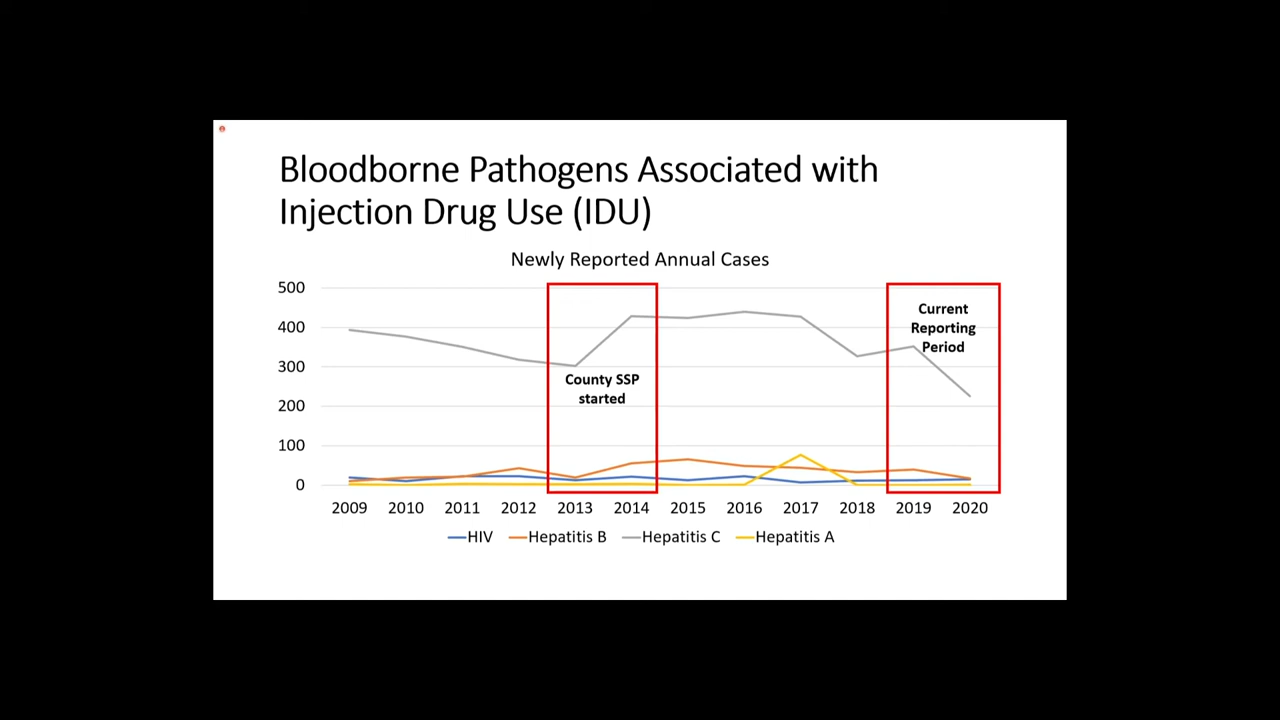 Bloodborne Pathogens Associated with
Injection Drug Use (IDU)
Newly Reported Annual Cases
500
400
300
200
100
0
County SSP
started
Current
Reporting
Period
2009 2010 2011 2012 2013 2014 2015 2016 2017 2018 2019 2020
HIV Hepatitis B Hepatitis C Hepatitis A